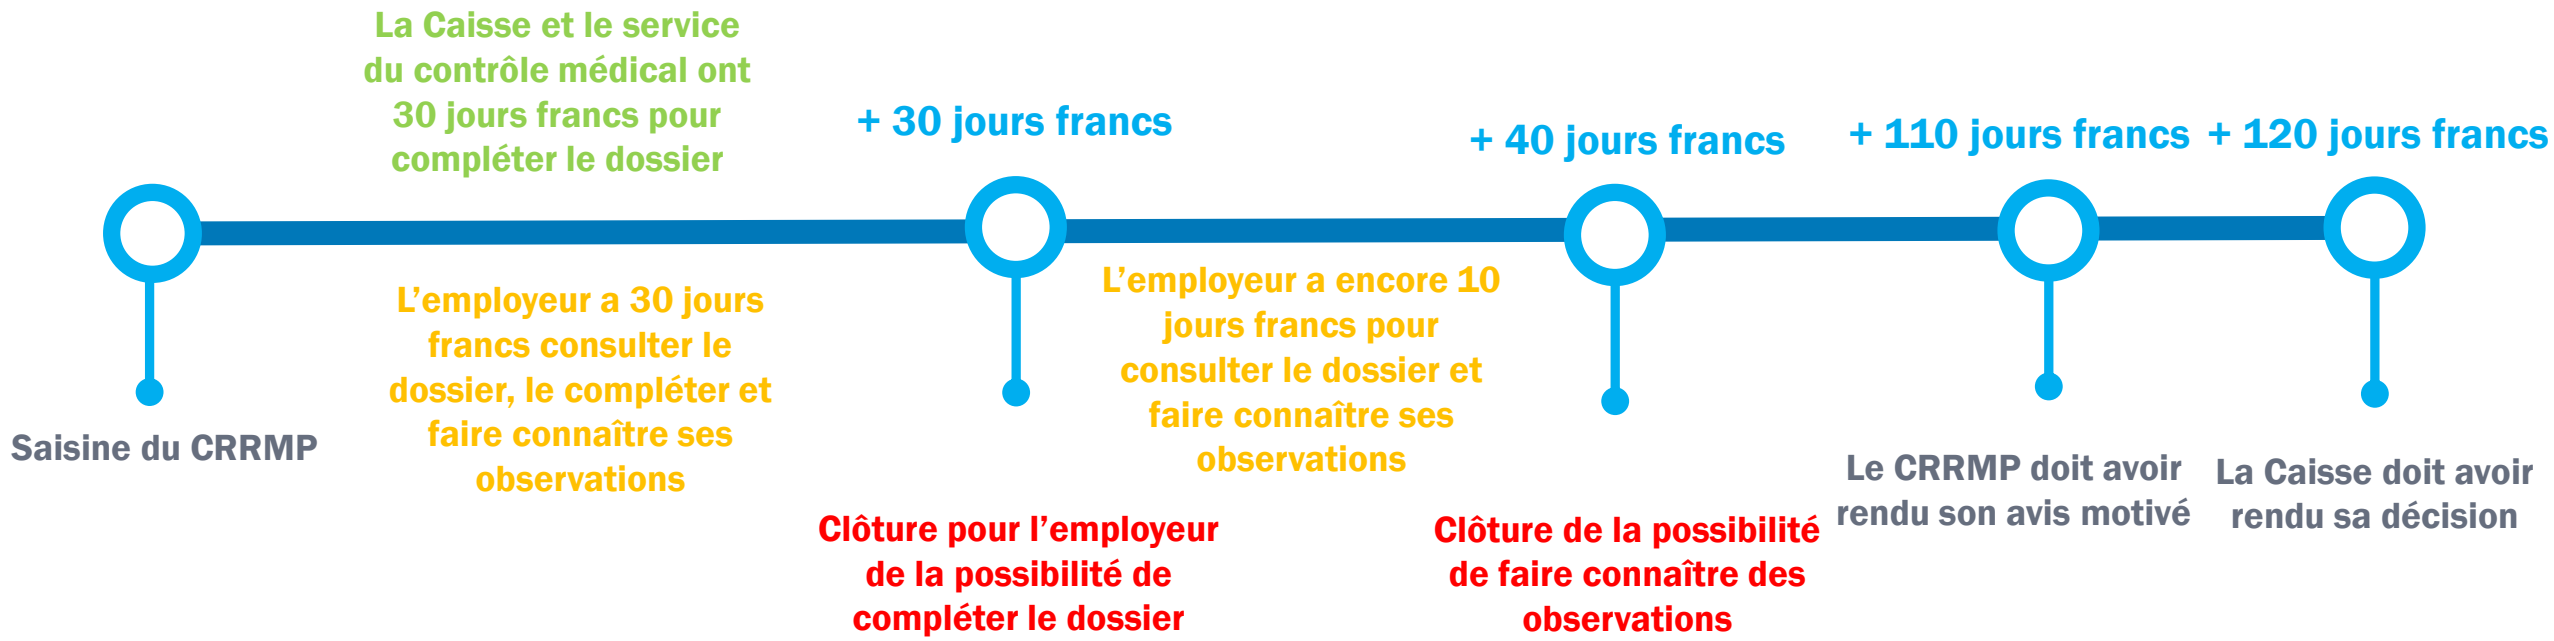 La Caisse et le service
du contrôle médical ont
30 jours francs pour
compléter le dossier
+ 30 jours francs
+ 40 jours francs
+ 110 jours francs
+ 120 jours francs
Saisine du CRRMP
L’employeur a 30 jours
francs consulter le
dossier, le compléter et
faire connaître ses
observations
Clôture pour l’employeur
de la possibilité de
compléter le dossier
L’employeur a encore 10
jours francs pour
consulter le dossier et
faire connaître ses
observations
Clôture de la possibilité
de faire connaître des
observations
Le CRRMP doit avoir
rendu son avis motivé
La Caisse doit avoir
rendu sa décision